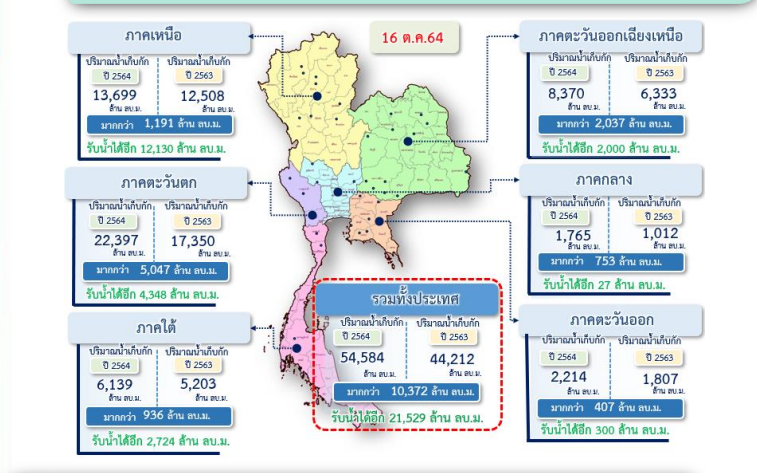 16 ต.ค.64
ภาคเหนือ
ปริมาณน้ำเก็บกัก ปริมาณน้ำเก็บกัก
ปี 2564 ปี 2563
13,699 12,508
ล้าน ลบ.ม. ล้าน ลบ.ม.
มากกว่า 1,191 ล้าน ลบ.ม.
รับน้ำได้อีก 12,130 ล้าน ลบ.ม.
ภาคตะวันออกเฉียงเหนือ
ปริมาณน้ำเก็บกัก ปริมาณน้ำเก็บกัก
ปี 2564 ปี 2563
8,370 6,333
ล้าน ลบ.ม. ล้าน ลบ.ม.
มากกว่า 2,037 ล้าน ลบ.ม.
รับน้ำได้อีก 2,000 ล้าน ลบ.ม.
ภาคตะวันตก
ปริมาณน้ำเก็บกัก ปริมาณน้ำเก็บกัก
ปี 2564 ปี 2563
22,397 17,350
ล้าน ลบ.ม. ล้าน ลบ.ม.
มากกว่า 5,047 ล้าน ลบ.ม.
รับน้ำได้อีก 4,348 ล้าน ลบ.ม.
ภาคกลาง
ปริมาณน้ำเก็บกัก ปริมาณน้ำเก็บกัก
ปี 2564 ปี 2563
1,765 1,012
ล้าน ลบ.ม. ล้าน ลบ.ม.
มากกว่า 753 ล้าน ลบ.ม.
รับน้ำได้อีก 27 ล้าน ลบ.ม.
ภาคใต้
ปริมาณน้ำเก็บกัก ปริมาณน้ำเก็บกัก
ปี 2564 ปี 2563
6,139 5,203
ล้าน ลบ.ม. ล้าน ลบ.ม.
มากกว่า 936 ล้าน ลบ.ม.
รับน้ำได้อีก 2,724 ล้าน ลบ.ม.
รวมทั้งประเทศ
ปริมาณน้ำเก็บกัก ปริมาณน้ำเก็บกัก
ปี 2564 ปี 2563
54,584 44,212
ล้าน ลบ.ม. ล้าน ลบ.ม.
มากกว่า 10,372 ล้าน ลบ.ม.
รับน้ำได้อีก 21,529 ล้าน ลบ.ม.
ภาคตะวันออก
ปริมาณน้ำเก็บกัก ปริมาณน้ำเก็บกัก
ปี 2564 ปี 2563
2,214 1,807
ล้าน ลบ.ม. ล้าน ลบ.ม.
มากกว่า 407 ล้าน ลบ.ม.
รับน้ำได้อีก 300 ล้าน ลบ.ม.